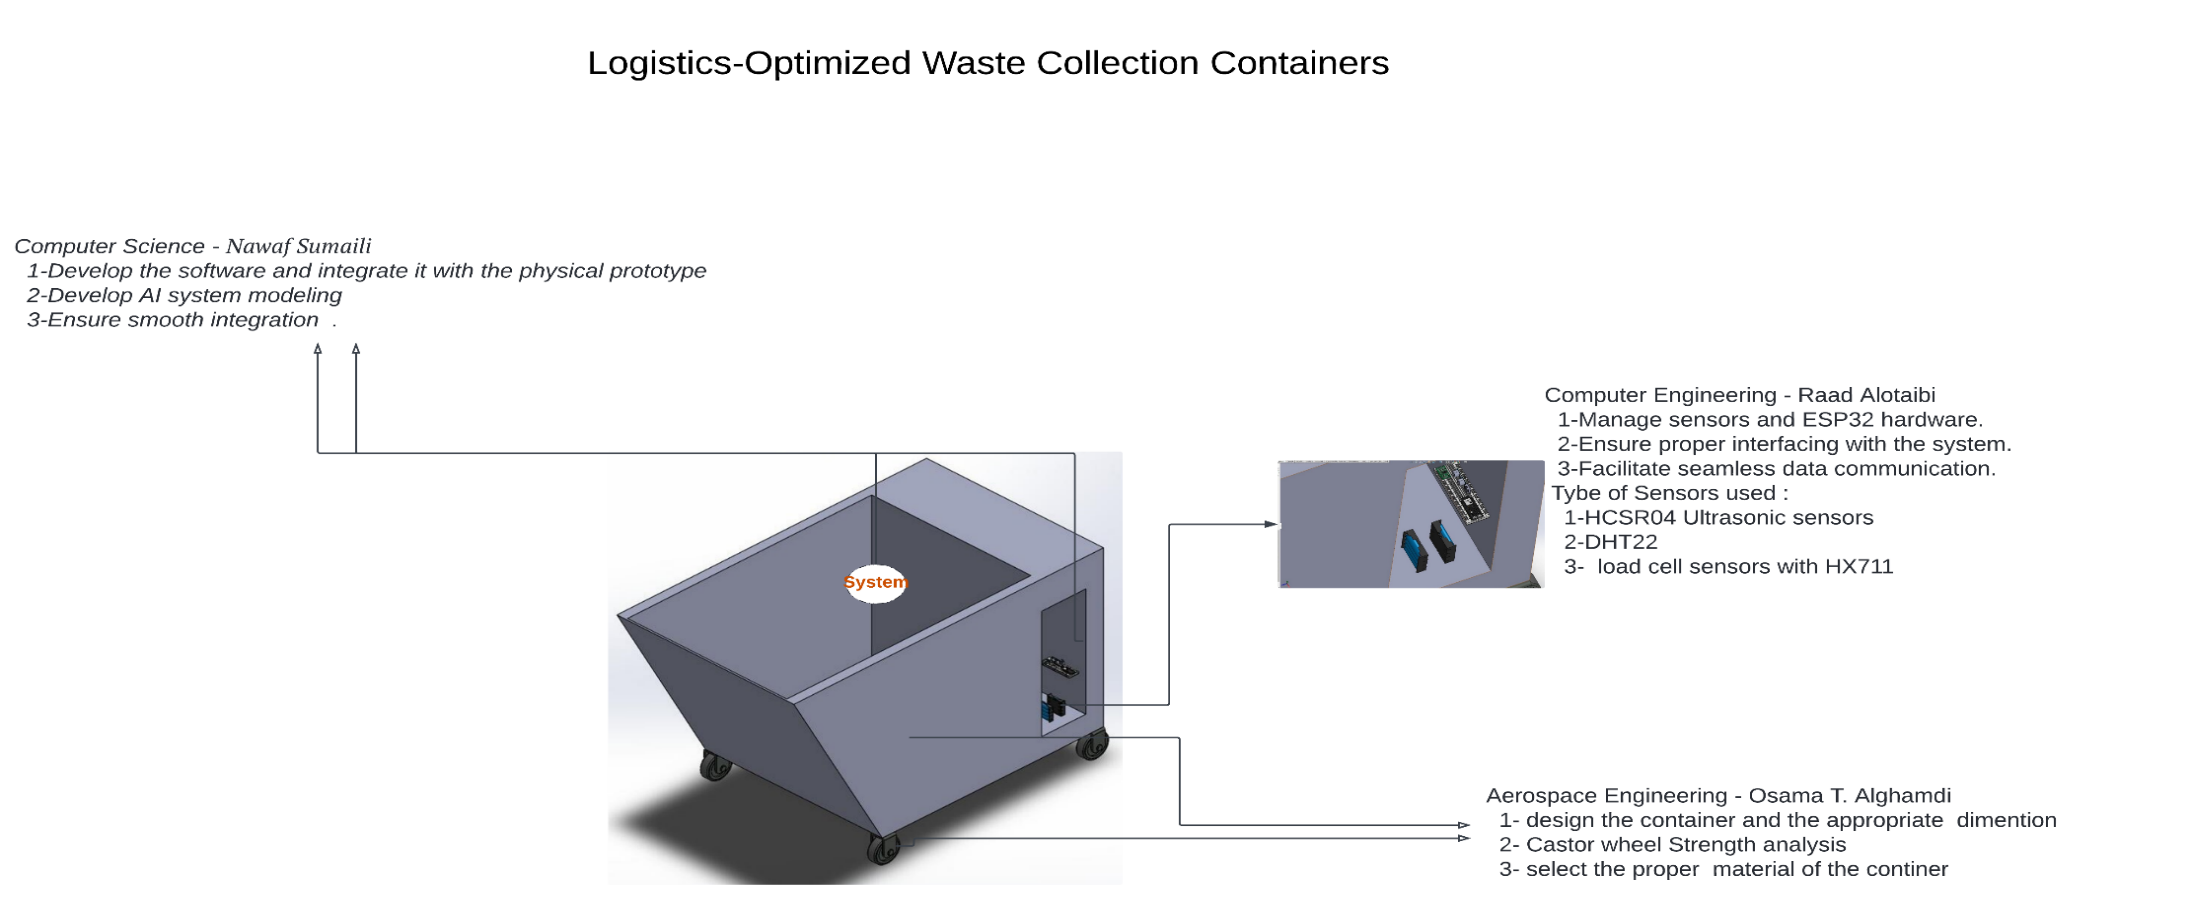 Logistics-Optimized Waste Collection Containers
Computer Science - Nawaf Sumaili
1-Develop the software and integrate it with the physical prototype
2-Develop AI system modeling
3-Ensure smooth integration .
Computer Engineering - Raad Alotaibi
1-Manage sensors and ESP32 hardware.
2-Ensure proper interfacing with the system.
3-Facilitate seamless data communication.
Tybe of Sensors used :
1-HCSR04 Ultrasonic sensors
2-DHT22
3- load cell sensors with HX711
System
Aerospace Engineering - Osama T. Alghamdi
1- design the container and the appropriate dimention
2- Castor wheel Strength analysis
3- select the proper material of the continer